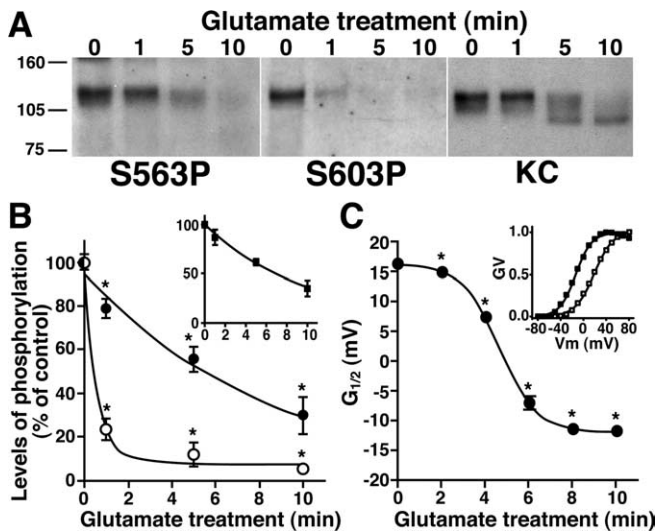 A
Glutamate treatment (min)
0 1 5 10 0 1 5 10 0 1 5 10
160
105
75
S563P S603P KC
B
Levels of phosphorylation
(% of control)
120
100
80
60
40
20
0
0 2 4 6 8 10
Glutamate treatment (min)
* * * * * *
100
50
0
0 2 4 6 8 10
C
G1/2 (mV)
20
15
10
5
0
-5
-10
-15
-20
0 2 4 6 8 10
Glutamate treatment (min)
* * * * *
GV
1.0
0.5
0.0
-80 -40 0 40 80
Vm (mV)